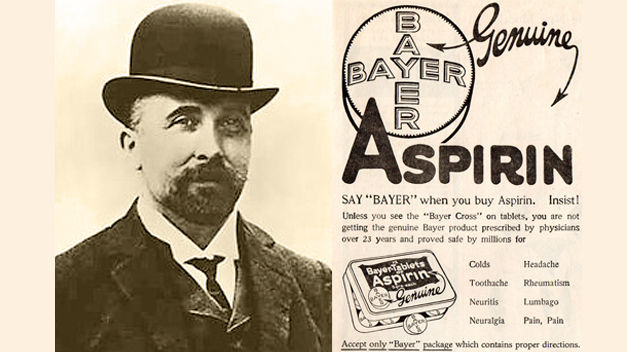 BAYER
BAYER
Genuine
ASPIRIN
SAY "BAYER" when you buy Aspirin. Insist!
Unless you see the "Bayer Cross" on tablets, you are not
getting the genuine Bayer product prescribed by physicians
over 23 years and proved safe by millions for
Colds Headache
Toothache Rheumatism
Neuritis Lumbago
Neuralgia Pain, Pain
Bayer-Tablets
Aspirin
Genuine
BAYER
Accept only "Bayer" package which contains proper directions.